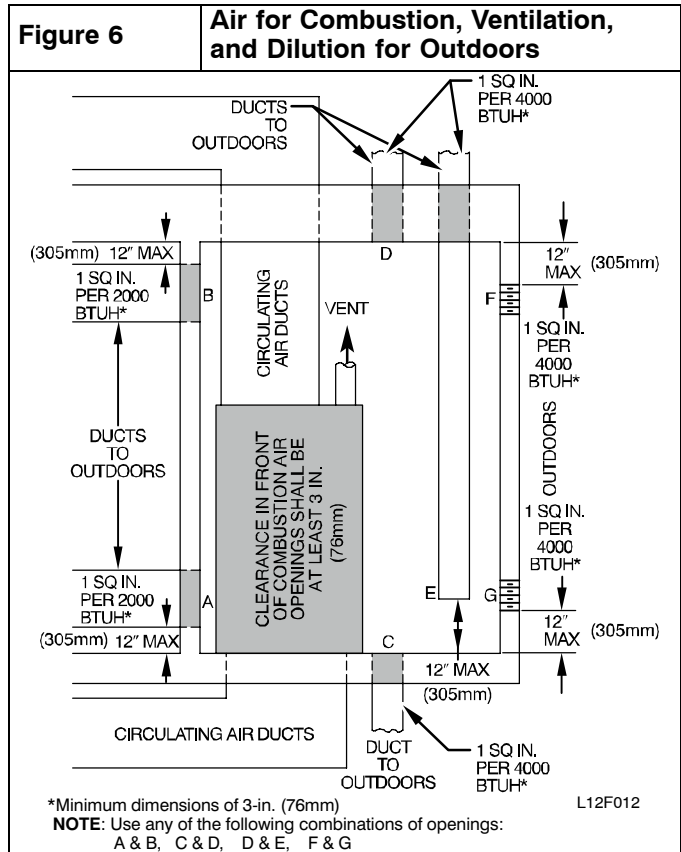 Figure 6
Air for Combustion, Ventilation,
and Dilution for Outdoors
DUCTS
TO
OUTDOORS
1 SQ IN.
PER 4000
BTUH*
(305mm) 12″ MAX
1 SQ IN.
PER 2000
BTUH*
B
CIRCULATING
AIR DUCTS
VENT
D
12″
MAX
(305mm)
F
1 SQ IN.
PER
4000
BTUH*
DUCTS
TO
OUTDOORS
CLEARANCE IN FRONT
OF COMBUSTION AIR
OPENINGS SHALL BE
AT LEAST 3 IN.
(76mm)
OUTDOORS
1 SQ IN.
PER
4000
BTUH*
1 SQ IN.
PER 2000
BTUH*
A
E
G
(305mm) 12″ MAX
C
12″ MAX
(305mm)
12″
MAX
(305mm)
CIRCULATING AIR DUCTS
DUCT
TO
OUTDOORS
1 SQ IN.
PER 4000
BTUH*
*Minimum dimensions of 3-in. (76mm)
L12F012
NOTE: Use any of the following combinations of openings:
A & B, C & D, D & E, F & G